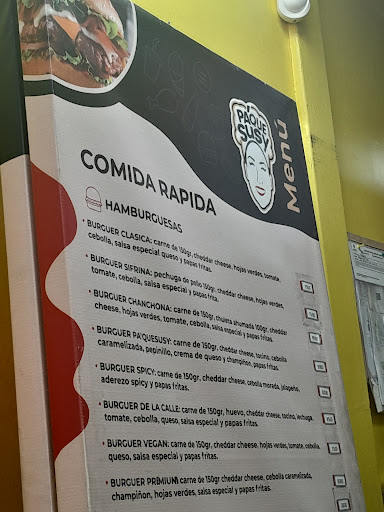 PÁQUE
SUSY
Menú
COMIDA RAPIDA
HAMBURGUESAS
• BURGUER CLASICA: carne de 150gr, cheddar cheese, hojas verdes, tomate,
cebolla, salsa especial queso y papas fritas.
• BURGUER SIFRINA: pechuga de pollo 150gr, cheddar cheese, hojas verdes,
tomate, cebolla, salsa especial y papas frita.
• BURGUER CHANCHONA: carne de 150gr, chuleta ahumada 100gr, cheddar
cheese, hojas verdes, tomate, cebolla, salsa especial y papas fritas.
• BURGUER PA'QUESUSY: carne de 150gr, cheddar cheese, tocino, cebolla
caramelizada, pepinillo, crema de queso y champiñon, papas fritas.
• BURGUER SPICY: carne de 150gr, cheddar cheese, cebolla morada, jalapeño,
aderezo spicy y papas fritas.
• BURGUER DE LA CALLE: carne de 150gr, huevo, cheddar cheese, tocino, lechuga,
tomate, cebolla, queso, salsa especial y papas fritas.
• BURGUER VEGAN: carne de 150gr, cheddar cheese, hojas verdes, tomate, cebolla,
queso, salsa especial y papas fritas.
• BURGUER PREMIUM: carne de 150gr cheddar cheese, cebolla caramelizada,
champiñon, hojas verdes, salsa especial y papas fritas.